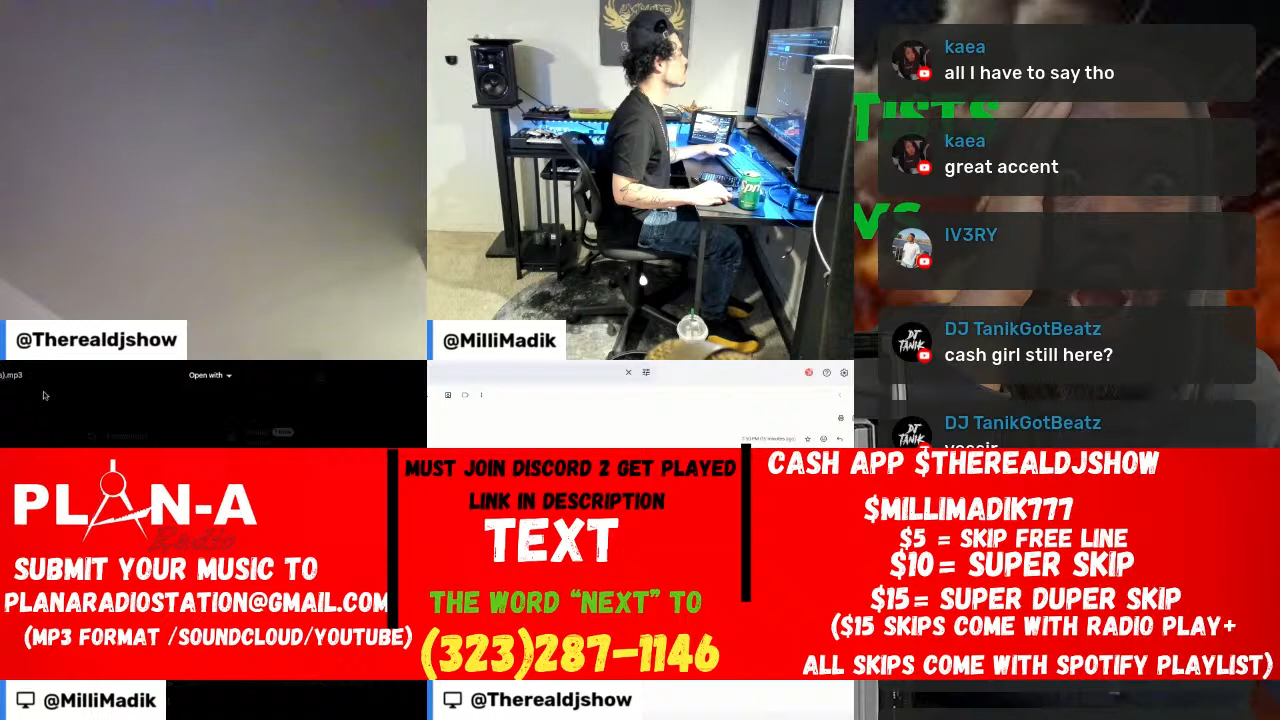 kaea
all I have to say tho
kaea
great accent
IV3RY
DJ TanikGotBeatz
cash girl still here?
DJ TanikGotBeatz
@Therealdjshow
@MilliMadik
.mp3
Open with
PLAN-A
Radio
SUBMIT YOUR MUSIC TO
PLANARADIOSTATION@GMAIL.COM
(MP3 FORMAT /SOUNDCLOUD/YOUTUBE)
MUST JOIN DISCORD 2 GET PLAYED
LINK IN DESCRIPTION
TEXT
THE WORD “NEXT” TO
(323)287-1146
CASH APP $THEREALDJSHOW
$MILLIMADIK777
$5 = SKIP FREE LINE
$10 = SUPER SKIP
$15 = SUPER DUPER SKIP
($15 SKIPS COME WITH RADIO PLAY+
ALL SKIPS COME WITH SPOTIFY PLAYLIST)
@MilliMadik
@Therealdjshow